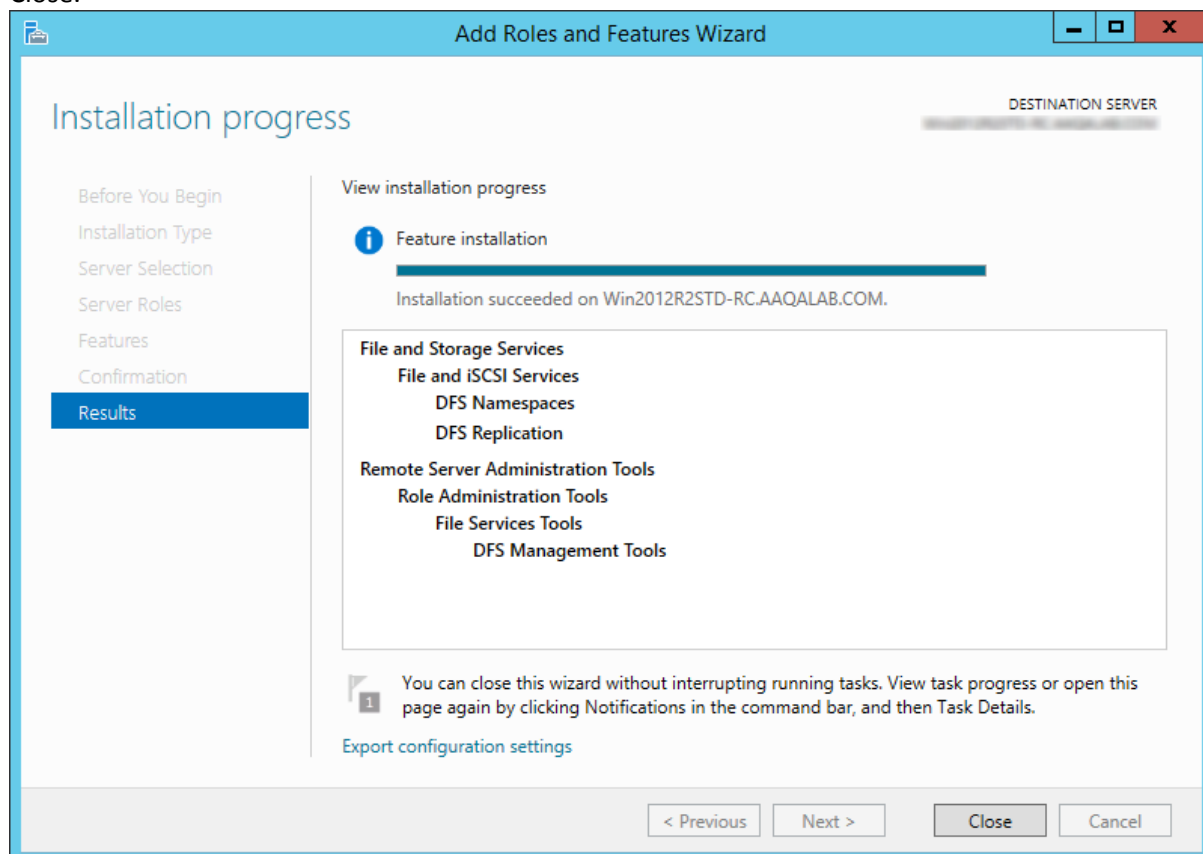 Close.
Add Roles and Features Wizard
Installation progress
DESTINATION SERVER
Before You Begin
Installation Type
Server Selection
Server Roles
Features
Confirmation
Results
View installation progress
Feature installation
Installation succeeded on Win2012R2STD-RC.AAQALAB.COM.
File and Storage Services
File and iSCSI Services
DFS Namespaces
DFS Replication
Remote Server Administration Tools
Role Administration Tools
File Services Tools
DFS Management Tools
1
You can close this wizard without interrupting running tasks. View task progress or open this
page again by clicking Notifications in the command bar, and then Task Details.
Export configuration settings
< Previous
Next >
Close
Cancel